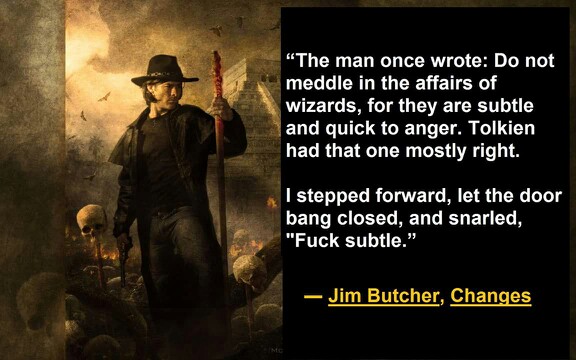 “The man once wrote: Do not
meddle in the affairs of
wizards, for they are subtle
and quick to anger. Tolkien
had that one mostly right.
I stepped forward, let the door
bang closed, and snarled,
"Fuck subtle.”
― Jim Butcher, Changes